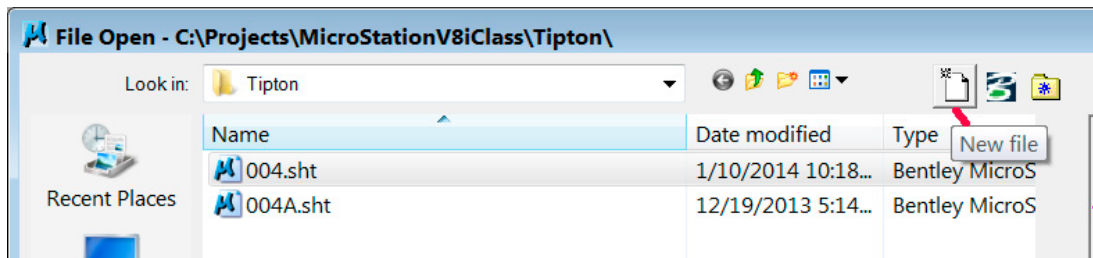 File Open - C:\Projects\MicroStationV8iClass\Tipton\
Look in: Tipton
Name Date modified Type
New file
004.sht 1/10/2014 10:18... Bentley MicroS
Recent Places
004A.sht 12/19/2013 5:14... Bentley MicroS